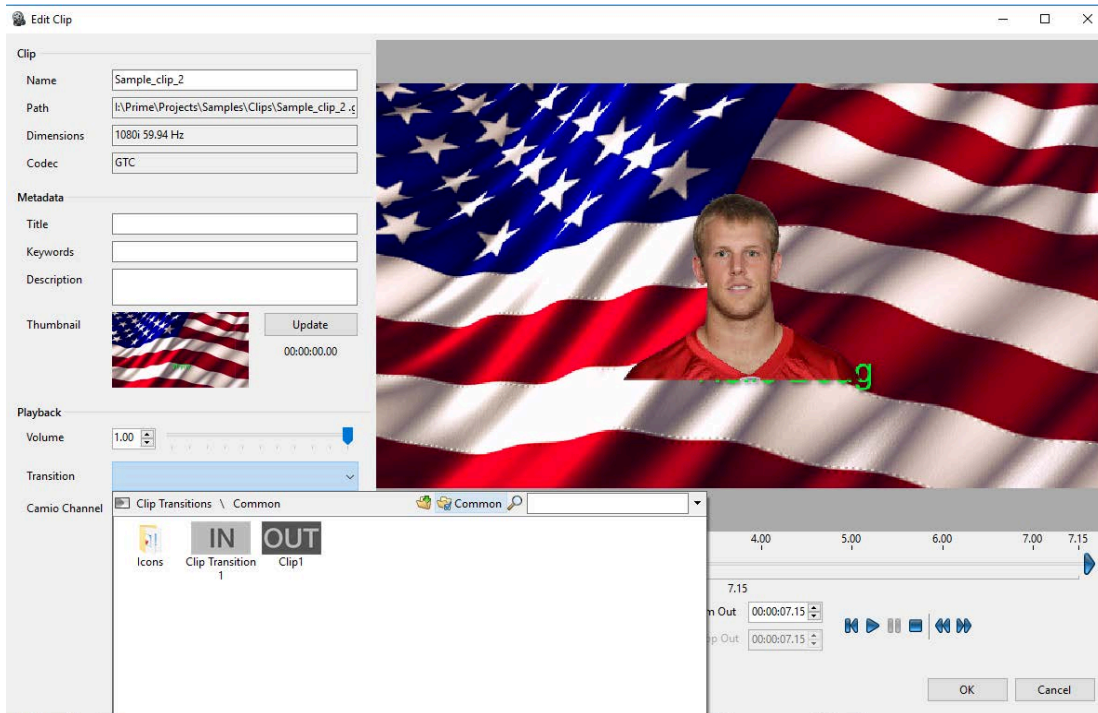 Edit Clip
Clip
Name
Sample_clip_2
Path
I:\Prime\Projects\Samples\Clips\Sample_clip_2 .g
Dimensions
1080i 59.94 Hz
Codec
GTC
Metadata
Title
Keywords
Description
Thumbnail
Update
00:00:00.00
Playback
Volume
1.00
Transition
Camio Channel
Clip Transitions \ Common
Common
Icons
IN
Clip Transition
1
OUT
Clip1
4.00 5.00 6.00 7.00 7.15
7.15
m Out
00:00:07.15
op Out
00:00:07.15
OK
Cancel